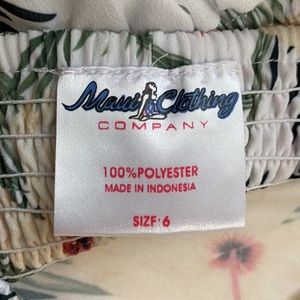 Maui Clothing
COMPANY
100%POLYESTER
MADE IN INDONESIA
SIZE: 6